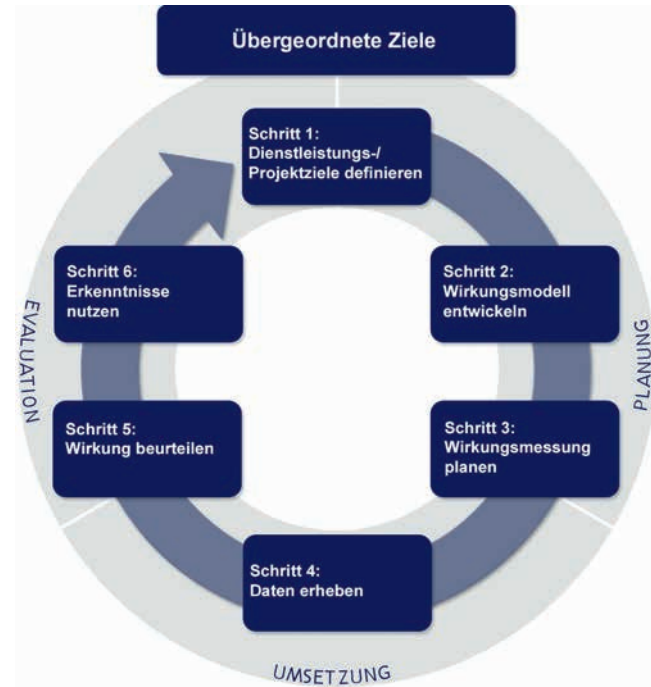 Übergeordnete Ziele
Schritt 1:
Dienstleistungs-/
Projektziele definieren
Schritt 2:
Wirkungsmodell
entwickeln
Schritt 3:
Wirkungsmessung
planen
Schritt 4:
Daten erheben
Schritt 5:
Wirkung beurteilen
Schritt 6:
Erkenntnisse
nutzen
PLANUNG
UMSETZUNG
EVALUATION